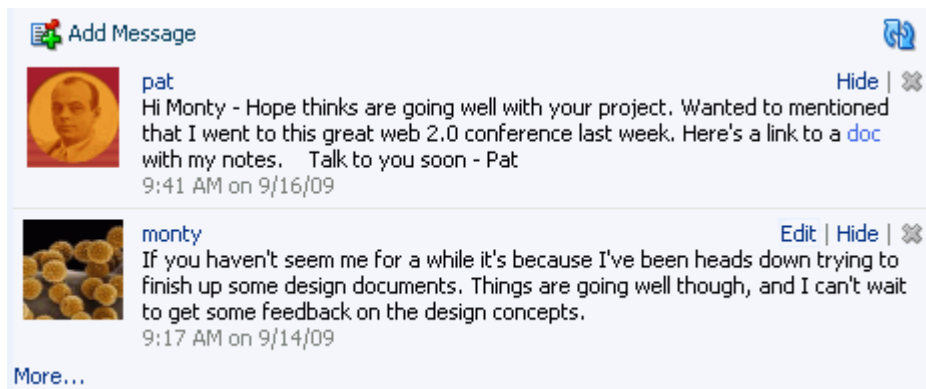 Add Message
pat
Hide |
Hi Monty - Hope thinks are going well with your project. Wanted to mentioned
that I went to this great web 2.0 conference last week. Here's a link to a doc
with my notes.    Talk to you soon - Pat
9:41 AM on 9/16/09
monty
Edit | Hide |
If you haven't seem me for a while it's because I've been heads down trying to
finish up some design documents. Things are going well though, and I can't wait
to get some feedback on the design concepts.
9:17 AM on 9/14/09
More...